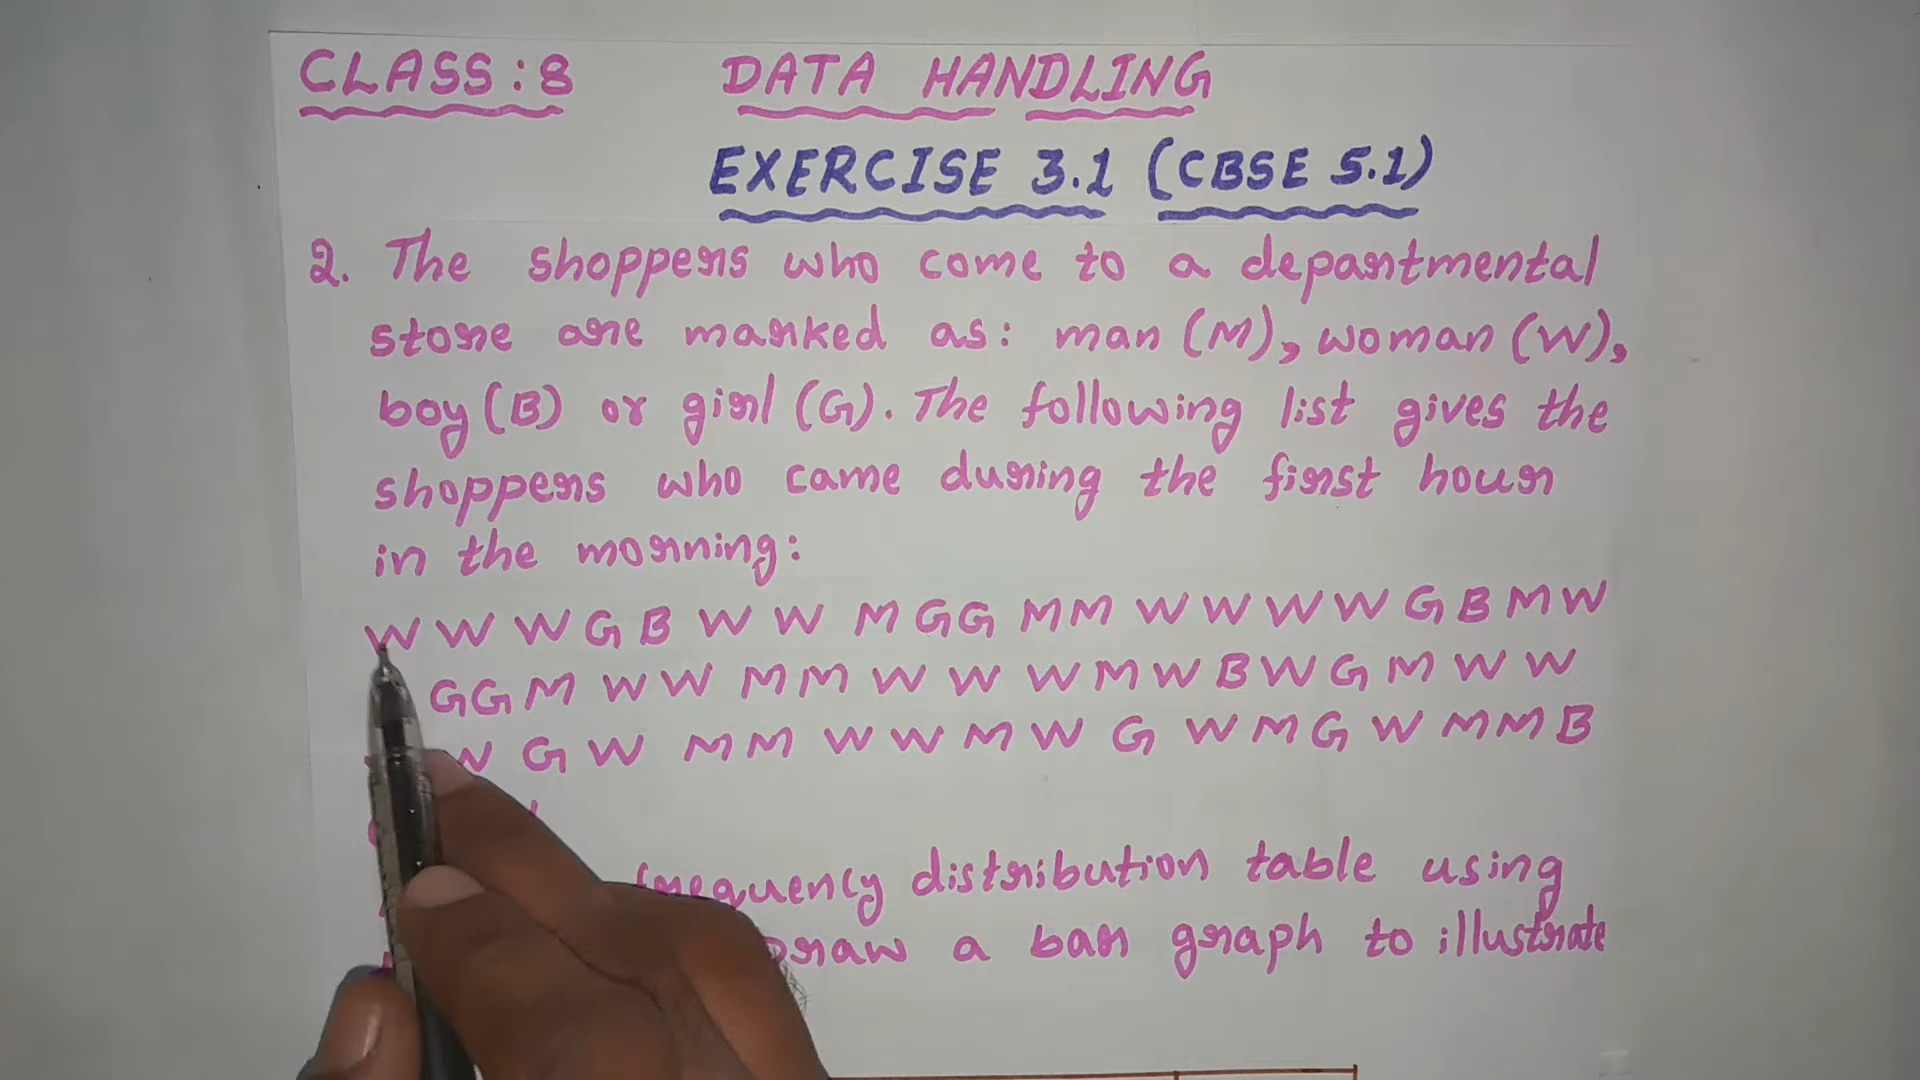 CLASS:8 DATA HANDLING
EXERCISE 3.1 (CBSE 5.1)
2. The shoppers who come to a departmental
store are marked as: man (M), woman (W),
boy (B) or girl (G). The following list gives the
shoppers who came during the first hour
in the morning:
W W W G B W W M G G M M W W W W G B M W
G G M W W M M W W W M W B W G M W W
W G W M M W W M W G W M G W M M B
frequency distribution table using
Draw a bar graph to illustrate